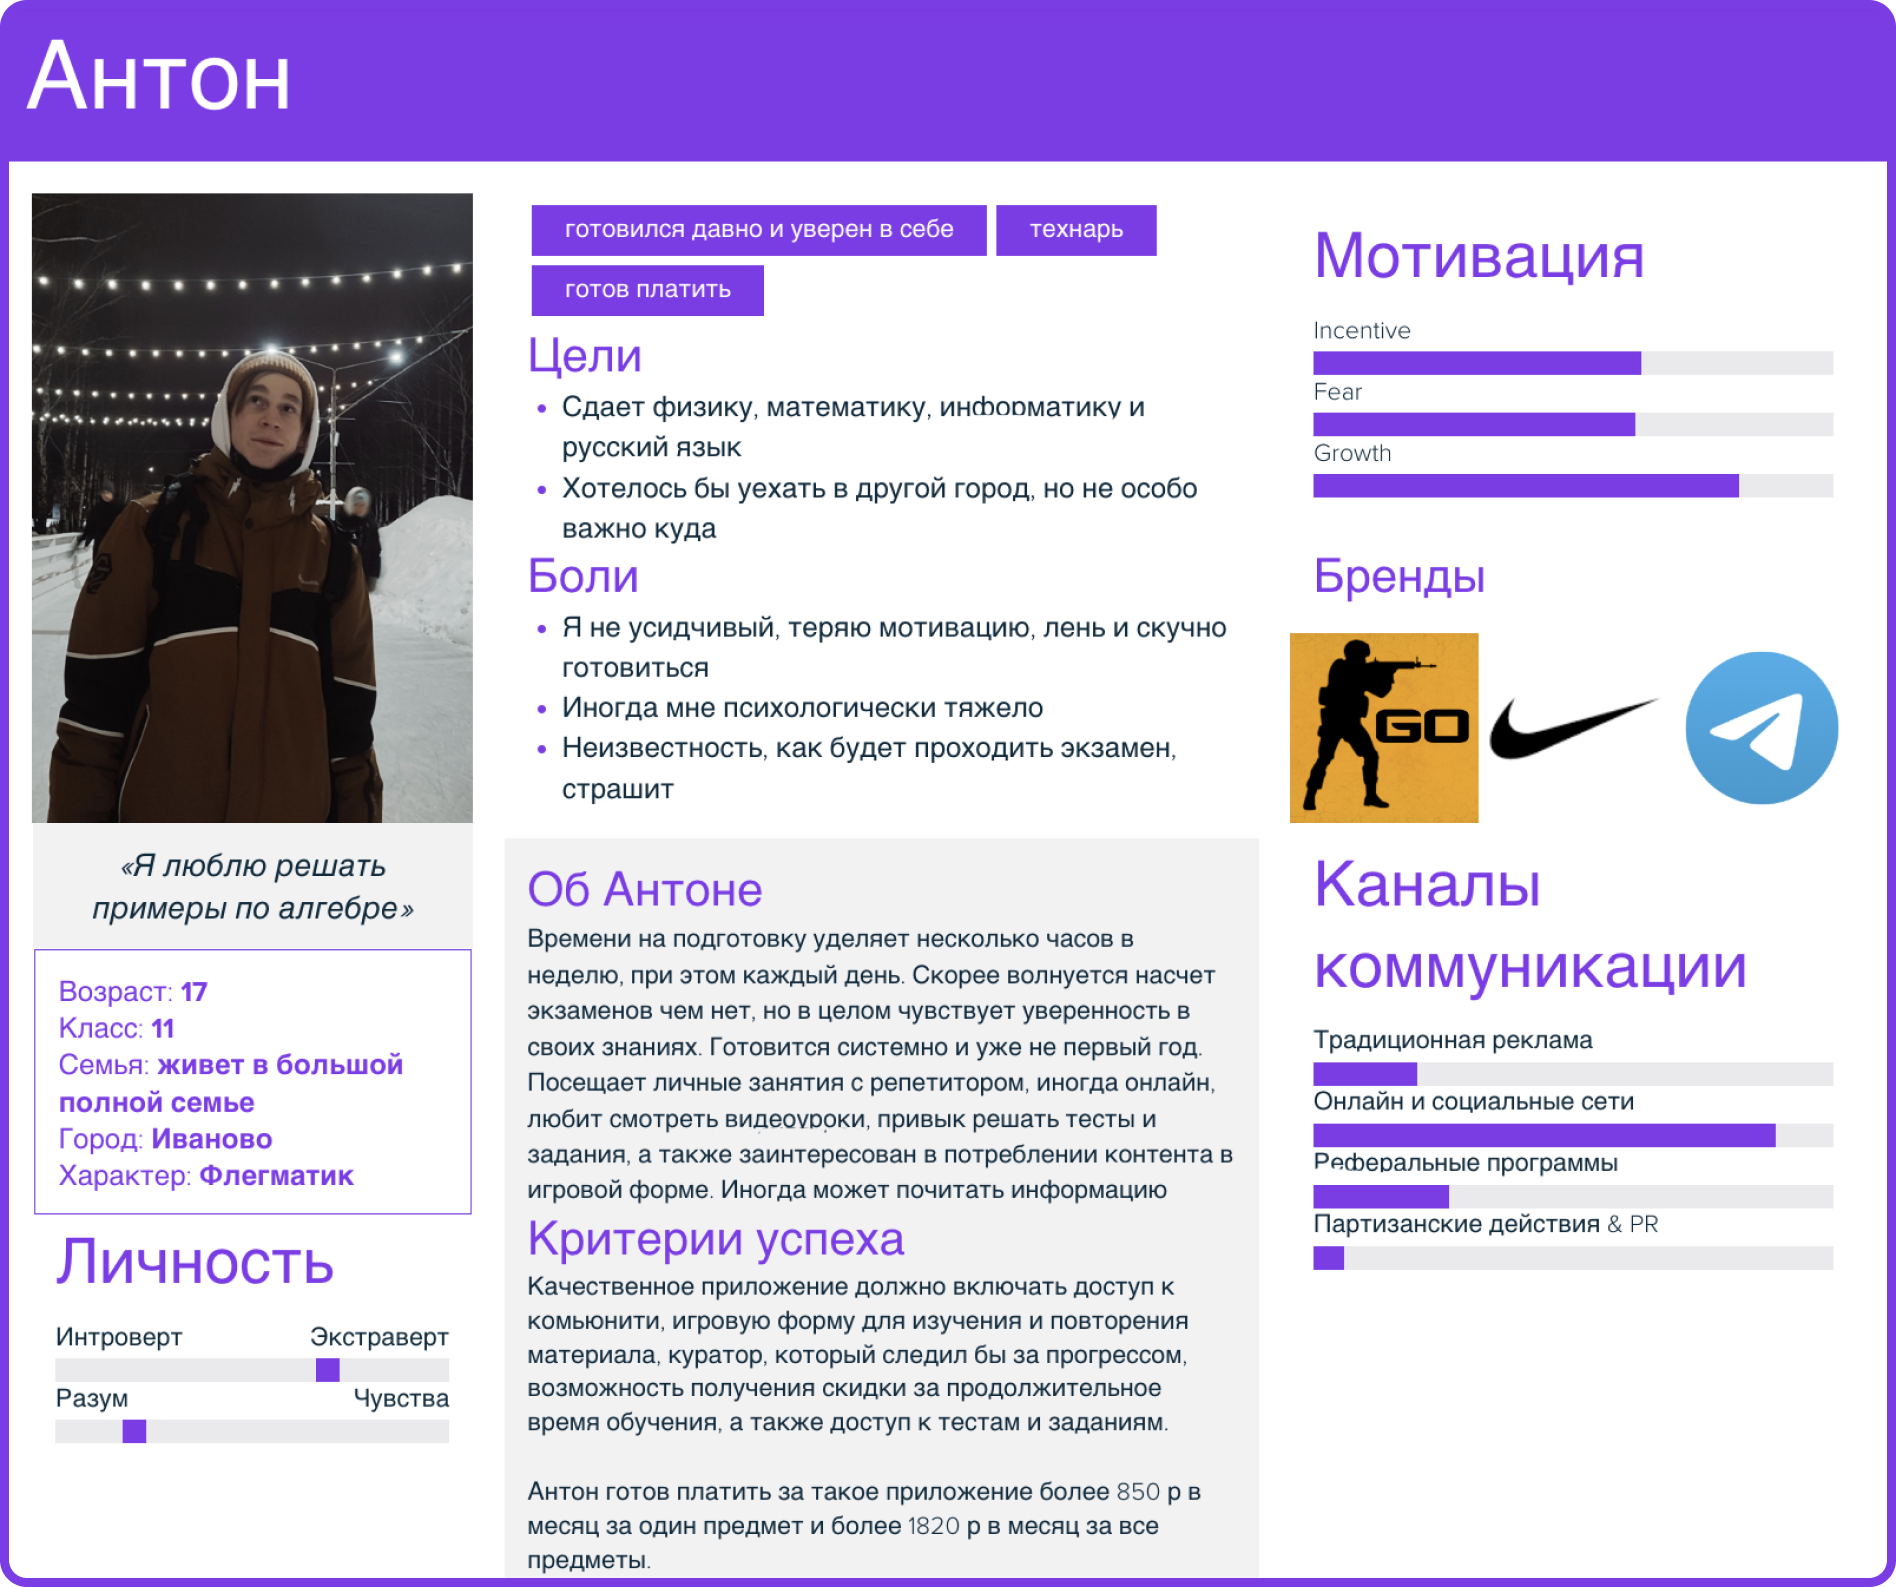 Антон
«Я люблю решать
примеры по алгебре»
Возраст: 17
Класс: 11
Семья: живет в большой
полной семье
Город: Иваново
Характер: Флегматик
Личность
Интроверт Экстраверт
Разум Чувства
готовился давно и уверен в себе
технарь
готов платить
Цели
Сдает физику, математику, информатику и
русский язык
Хотелось бы уехать в другой город, но не особо
важно куда
Боли
Я не усидчивый, теряю мотивацию, лень и скучно
готовиться
Иногда мне психологически тяжело
Неизвестность, как будет проходить экзамен,
страшит
Об Антоне
Времени на подготовку уделяет несколько часов в
неделю, при этом каждый день. Скорее волнуется насчет
экзаменов чем нет, но в целом чувствует уверенность в
своих знаниях. Готовится системно и уже не первый год.
Посещает личные занятия с репетитором, иногда онлайн,
любит смотреть видеоуроки, привык решать тесты и
задания, а также заинтересован в потреблении контента в
игровой форме. Иногда может почитать информацию
Критерии успеха
Качественное приложение должно включать доступ к
комьюнити, игровую форму для изучения и повторения
материала, куратор, который следил бы за прогрессом,
возможность получения скидки за продолжительное
время обучения, а также доступ к тестам и заданиям.
Антон готов платить за такое приложение более 850 р в
месяц за один предмет и более 1820 р в месяц за все
предметы.
Мотивация
Incentive
Fear
Growth
Бренды
GO
Каналы
коммуникации
Традиционная реклама
Онлайн и социальные сети
Реферальные программы
Партизанские действия & PR